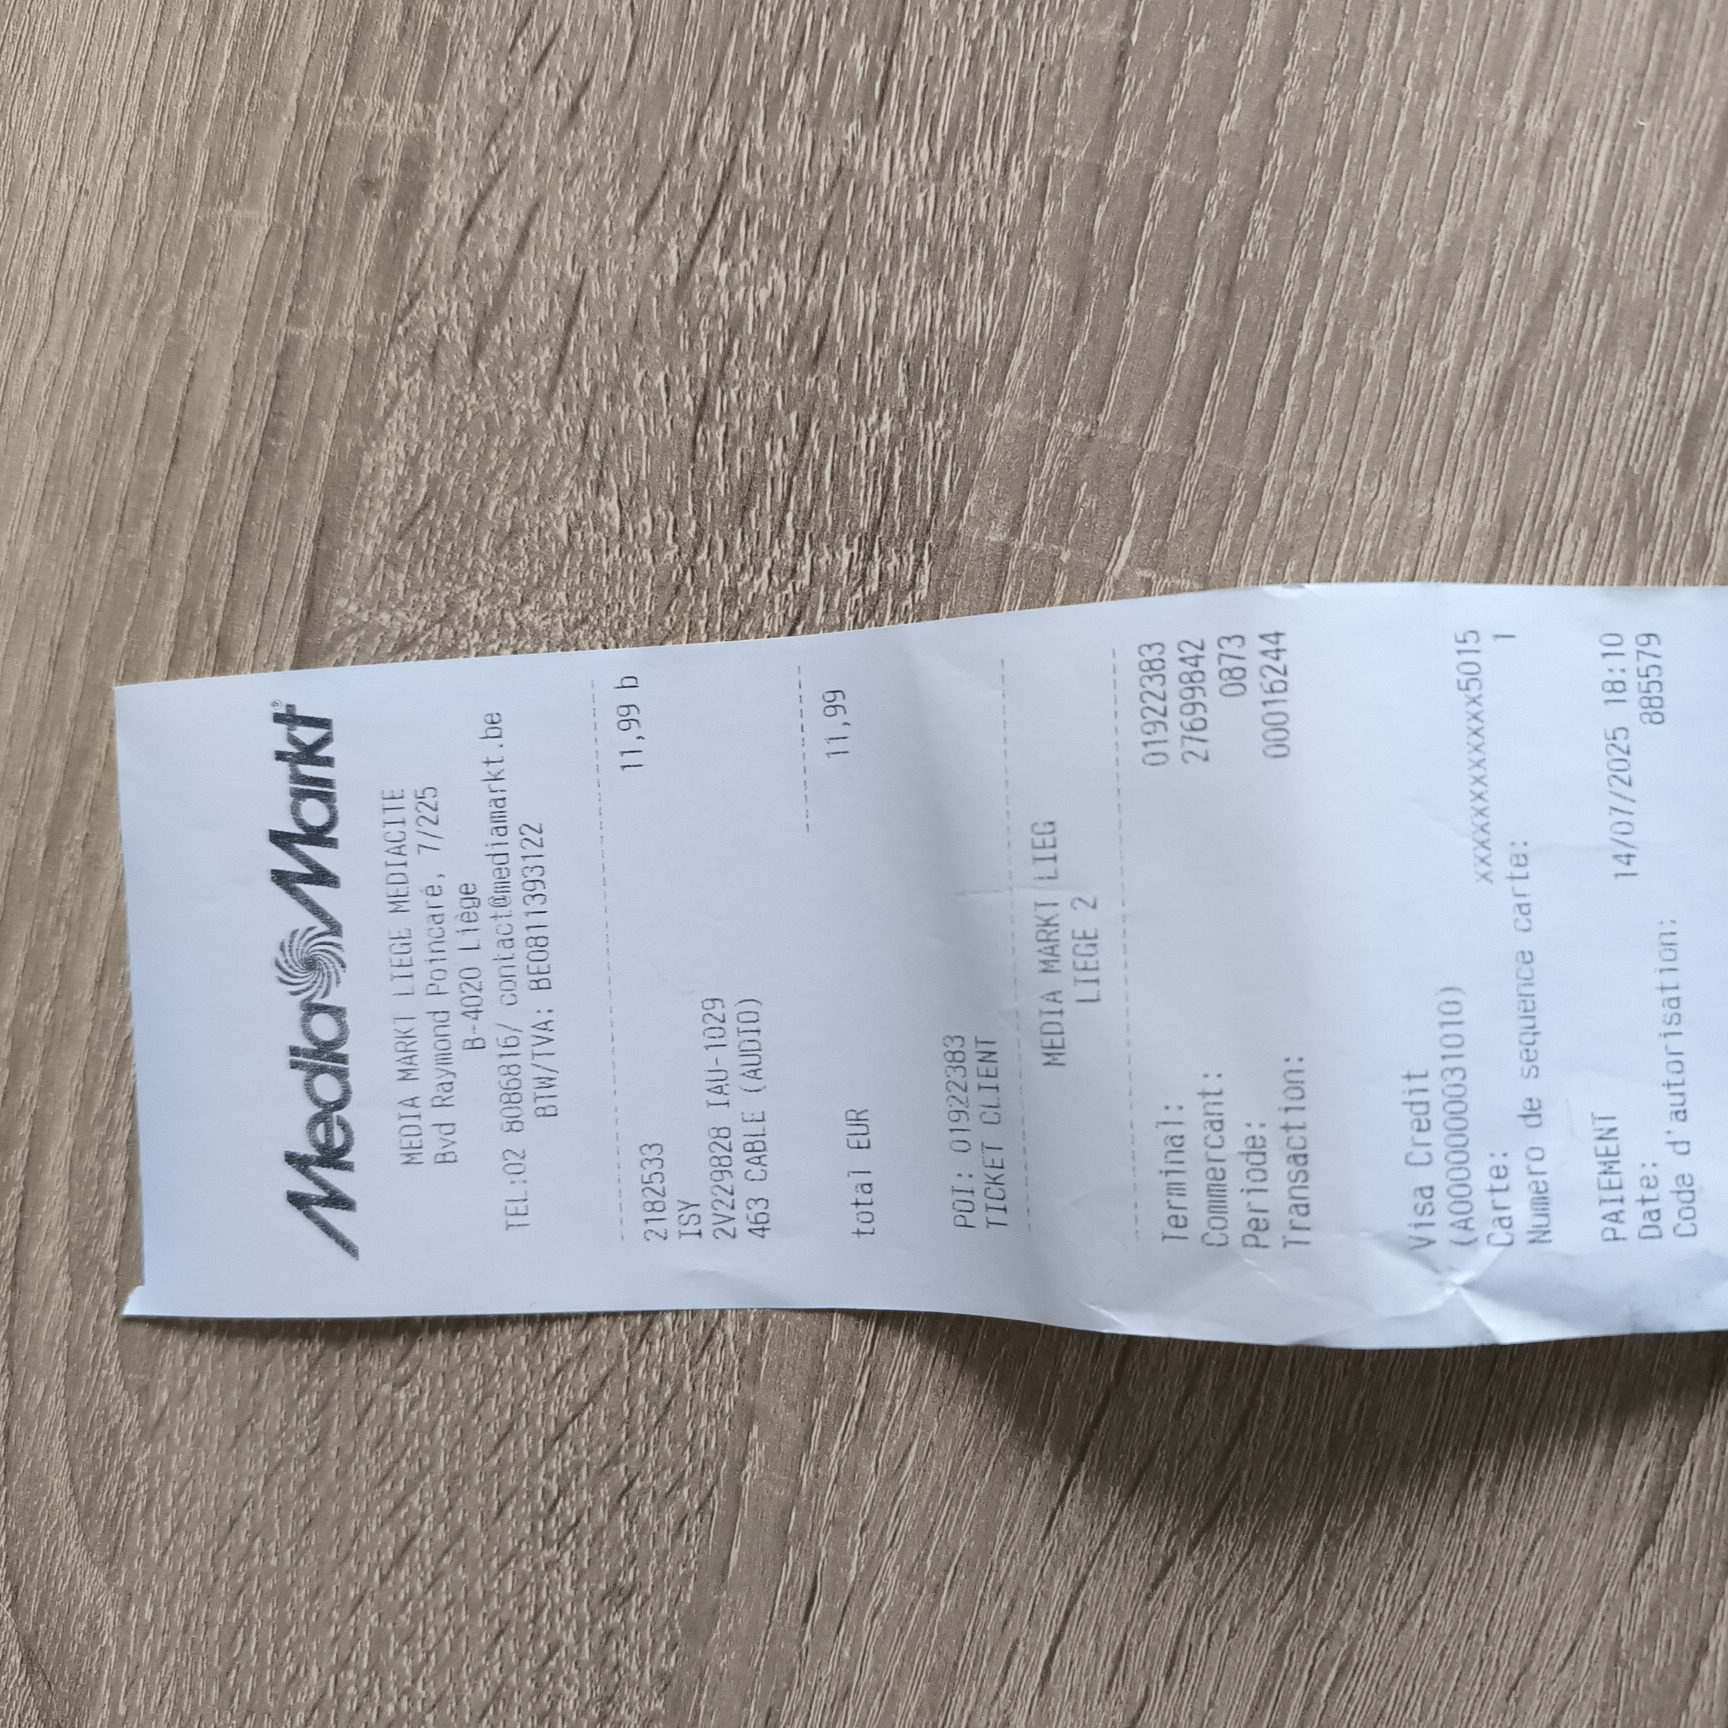 MediaMarkt®
MEDIA MARKT LIEGE MEDIACITE
Bvd Raymond Poincaré, 7/225
B-4020 Liège
TEL:02 8086816/ contact@mediamarkt.be
BTW/TVA: BE0811393122
2182533 11,99 b
ISY
2V229828 IAU-1029
463 CABLE (AUDIO)
total EUR 11,99
POI: 01922383
TICKET CLIENT
MEDIA MARKT LIEG
LIEGE 2
Terminal: 01922383
Commercant: 27699842
Periode: 0873
Transaction: 00016244
Visa Credit
(A0000000031010)
Carte: xxxxxxxxxxxxxxx5015
Numero de sequence carte: 1
PAIEMENT
Date: 14/07/2025 18:10
Code d'autorisation: 885579